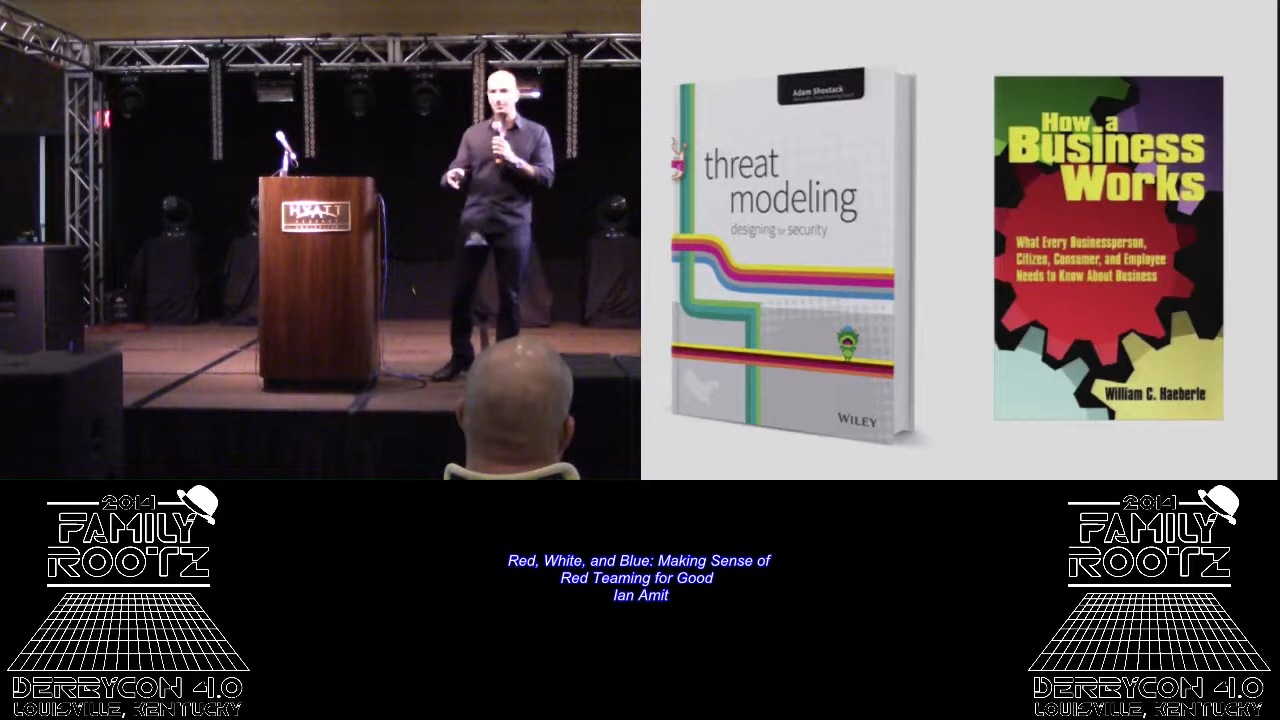 HYATT
Adam Shostack
threat
modeling
designing for security
WILEY
How a
Business
Works
What Every Businessperson,
Citizen, Consumer, and Employee
Needs to Know About Business
William C. Haeberle
2014
FAMILY
ROOTZ
DERBYCON 4.0
LOUISVILLE, KENTUCKY
Red, White, and Blue: Making Sense of
Red Teaming for Good
Ian Amit
2014
FAMILY
ROOTZ
DERBYCON 4.0
LOUISVILLE, KENTUCKY